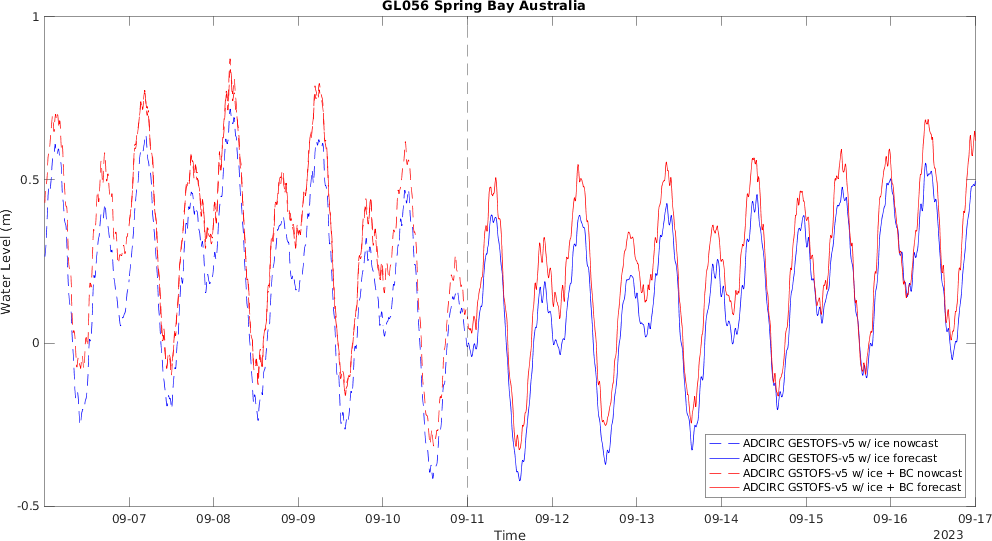 GL056 Spring Bay Australia
1
0.5
0
-0.5
Water Level (m)
09-07 09-08 09-09 09-10 09-11 09-12 09-13 09-14 09-15 09-16 09-17
Time
2023
ADCIRC GESTOFS-v5 w/ ice nowcast
ADCIRC GESTOFS-v5 w/ ice forecast
ADCIRC GSTOFS-v5 w/ ice + BC nowcast
ADCIRC GSTOFS-v5 w/ ice + BC forecast